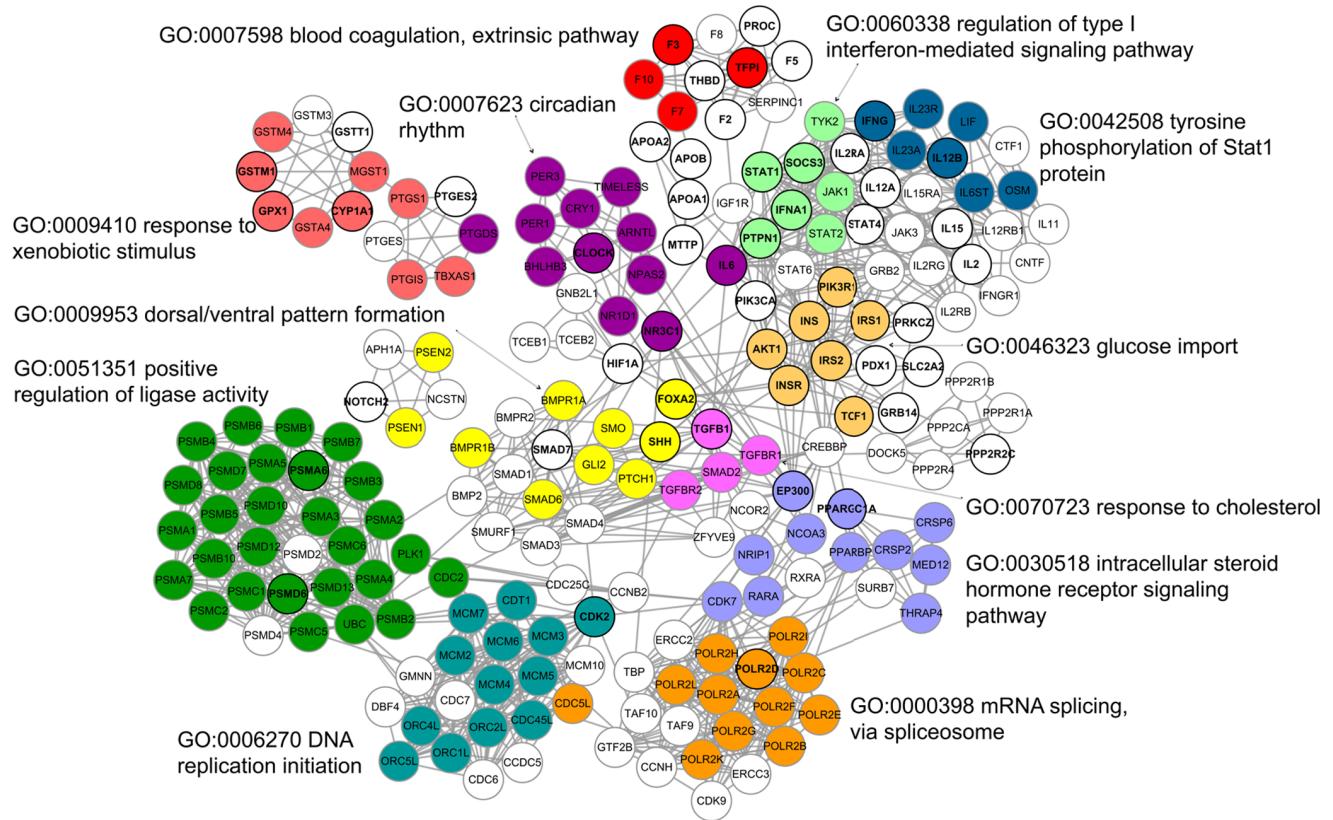 GO:0007598 blood coagulation, extrinsic pathway
F3
F8
PROC
TFPI
F5
F10
THBD
SERPINC1
F7
F2
APOA2
APOB
APOA1
MTTP
GO:0060338 regulation of type I
interferon-mediated signaling pathway
TYK2
IFNG
IL23R
LIF
CTF1
IL23A
IL12B
IL6ST
OSM
IL2RA
SOCS3
STAT1
JAK1
IL12A
IL15RA
IFNA1
STAT4
IL15
IL12RB1
IL11
PTPN1
STAT2
JAK3
IGF1R
IL6
STAT6
GRB2
IL2RG
IL2
CNTF
IL2RB
IFNGR1
GO:0042508 tyrosine
phosphorylation of Stat1
protein
GO:0007623 circadian
rhythm
PER3
TIMELESS
CRY1
PER1
ARNTL
CLOCK
BHLHB3
NPAS2
GNB2L1
NR1D1
NR3C1
TCEB1
TCEB2
HIF1A
GSTM3
GSTM4
GSTT1
GSTM1
MGST1
GPX1
CYP1A1
GSTA4
PTGS1
PTGES2
PTGES
PTGDS
PTGIS
TBXAS1
GO:0009410 response to
xenobiotic stimulus
PIK3CA
PIK3R1
INS
IRS1
PRKCZ
AKT1
IRS2
PDX1
SLC2A2
INSR
TCF1
GRB14
GO:0046323 glucose import
PPP2R1B
PPP2R1A
PPP2CA
DOCK5
PPP2R4
PPP2R2C
GO:0009953 dorsal/ventral pattern formation
APH1A
PSEN2
NOTCH2
NCSTN
PSEN1
GO:0051351 positive
regulation of ligase activity
BMPR1A
FOXA2
BMPR2
SMO
SHH
TGFB1
BMPR1B
SMAD7
GLI2
TGFBR1
CREBBP
SMAD1
PTCH1
SMAD2
TGFBR2
BMP2
SMAD6
SMAD4
SMURF1
SMAD3
ZFYVE9
NCOR2
EP300
PPARGC1A
GO:0070723 response to cholesterol
NCOA3
NRIP1
PPARBP
CRSP6
CRSP2
MED12
RXRA
SURB7
THRAP4
RARA
CDK7
GO:0030518 intracellular steroid
hormone receptor signaling
pathway
PSMB6
PSMB1
PSMB4
PSMB7
PSMD7
PSMA5
PSMA6
PSMB3
PSMD8
PSMD10
PSMB5
PSMA3
PSMA2
PSMA1
PSMD12
PSMD2
PSMC6
PLK1
PSMB10
PSMA7
PSMC1
PSMD6
PSMD13
PSMA4
CDC2
PSMC2
PSMC5
UBC
PSMB2
PSMD4
CDC25C
CCNB2
CDK2
CDT1
MCM7
MCM6
MCM3
MCM2
MCM10
MCM5
MCM4
GMNN
CDC7
DBF4
CDC5L
ORC4L
ORC2L
CDC45L
ORC5L
ORC1L
CCDC5
CDC6
GO:0006270 DNA
replication initiation
ERCC2
POLR2I
POLR2H
TBP
POLR2D
POLR2C
POLR2L
POLR2A
POLR2F
POLR2E
TAF10
TAF9
POLR2G
POLR2B
GTF2B
CCNH
POLR2K
ERCC3
CDK9
GO:0000398 mRNA splicing,
via spliceosome